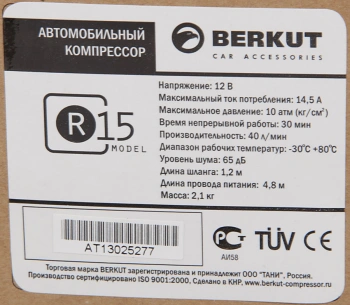 АВТОМОБИЛЬНЫЙ
КОМПРЕССОР
BERKUT
CAR ACCESSORIES
R15
MODEL
Напряжение: 12 В
Максимальный ток потребления: 14,5 А
Максимальное давление: 10 атм (кг/см²)
Время непрерывной работы: 30 мин
Производительность: 40 л/мин
Диапазон рабочих температур: -30°C +80°C
Уровень шума: 65 дБ
Длина шланга: 1,2 м
Длина провода питания: 4,8 м
Масса: 2,1 кг
AT13025277
РСТ
АИ58
TÜV CE
Торговая марка BERKUT зарегистрирована и принадлежит ООО "ТАНИ", Россия.
Производство сертифицировано ISO9001:2000. Сделано в КНР. www.berkut-compressor.ru